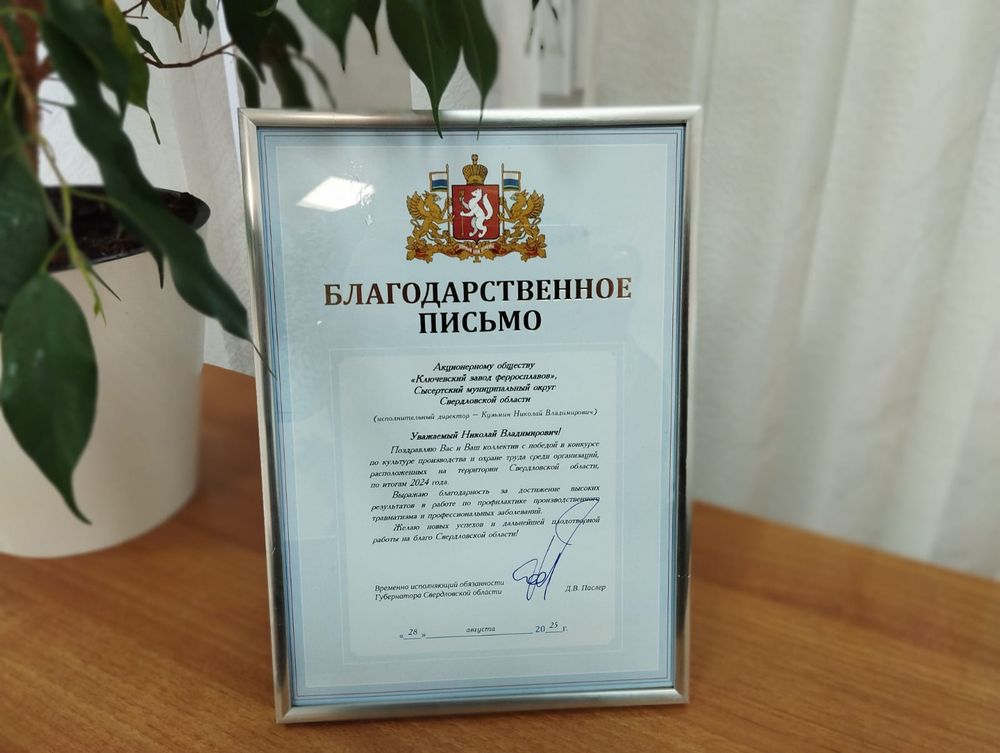 БЛАГОДАРСТВЕННОЕ
ПИСЬМО
Акционерному обществу
«Ключевский завод ферросплавов»,
Сысертский муниципальный округ
Свердловской области
(исполнительный директор – Кузьмин Николай Владимирович)
Уважаемый Николай Владимирович!
Поздравляю Вас и Ваш коллектив с победой в конкурсе
по культуре производства и охране труда среди организаций,
расположенных на территории Свердловской области,
по итогам 2024 года.
Выражаю благодарность за достижение высоких
результатов в работе по профилактике производственного
травматизма и профессиональных заболеваний.
Желаю новых успехов и дальнейшей плодотворной
работы на благо Свердловской области!
Временно исполняющий обязанности
Губернатора Свердловской области Д.В. Паслер
« 28 » августа 20 25 г.